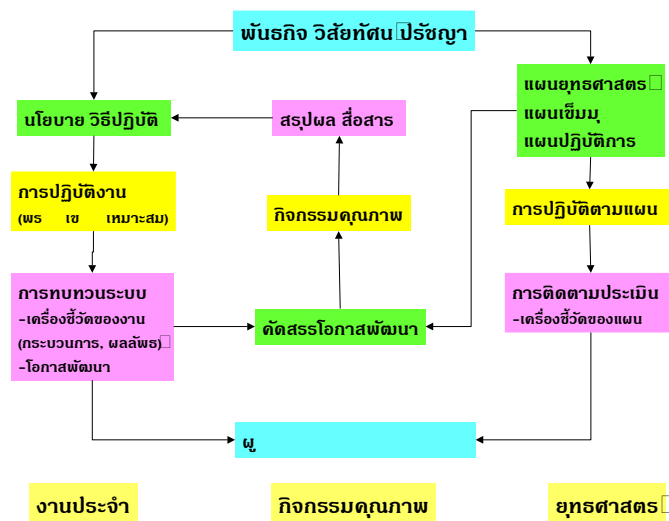 พันธกิจ วิสัยทัศน ปรัชญา
นโยบาย วิธีปฏิบัติ
สรุปผล สื่อสาร
แผนยุทธศาสตร
แผนเข็มมุ
แผนปฏิบัติการ
การปฏิบัติงาน
(พร เข เหมาะสม)
กิจกรรมคุณภาพ
การปฏิบัติตามแผน
การทบทวนระบบ
-เครื่องชี้วัดของงาน
(กระบวนการ, ผลลัพธ)
-โอกาสพัฒนา
คัดสรรโอกาสพัฒนา
การติดตามประเมิน
-เครื่องชี้วัดของแผน
ผู
งานประจำ
กิจกรรมคุณภาพ
ยุทธศาสตร